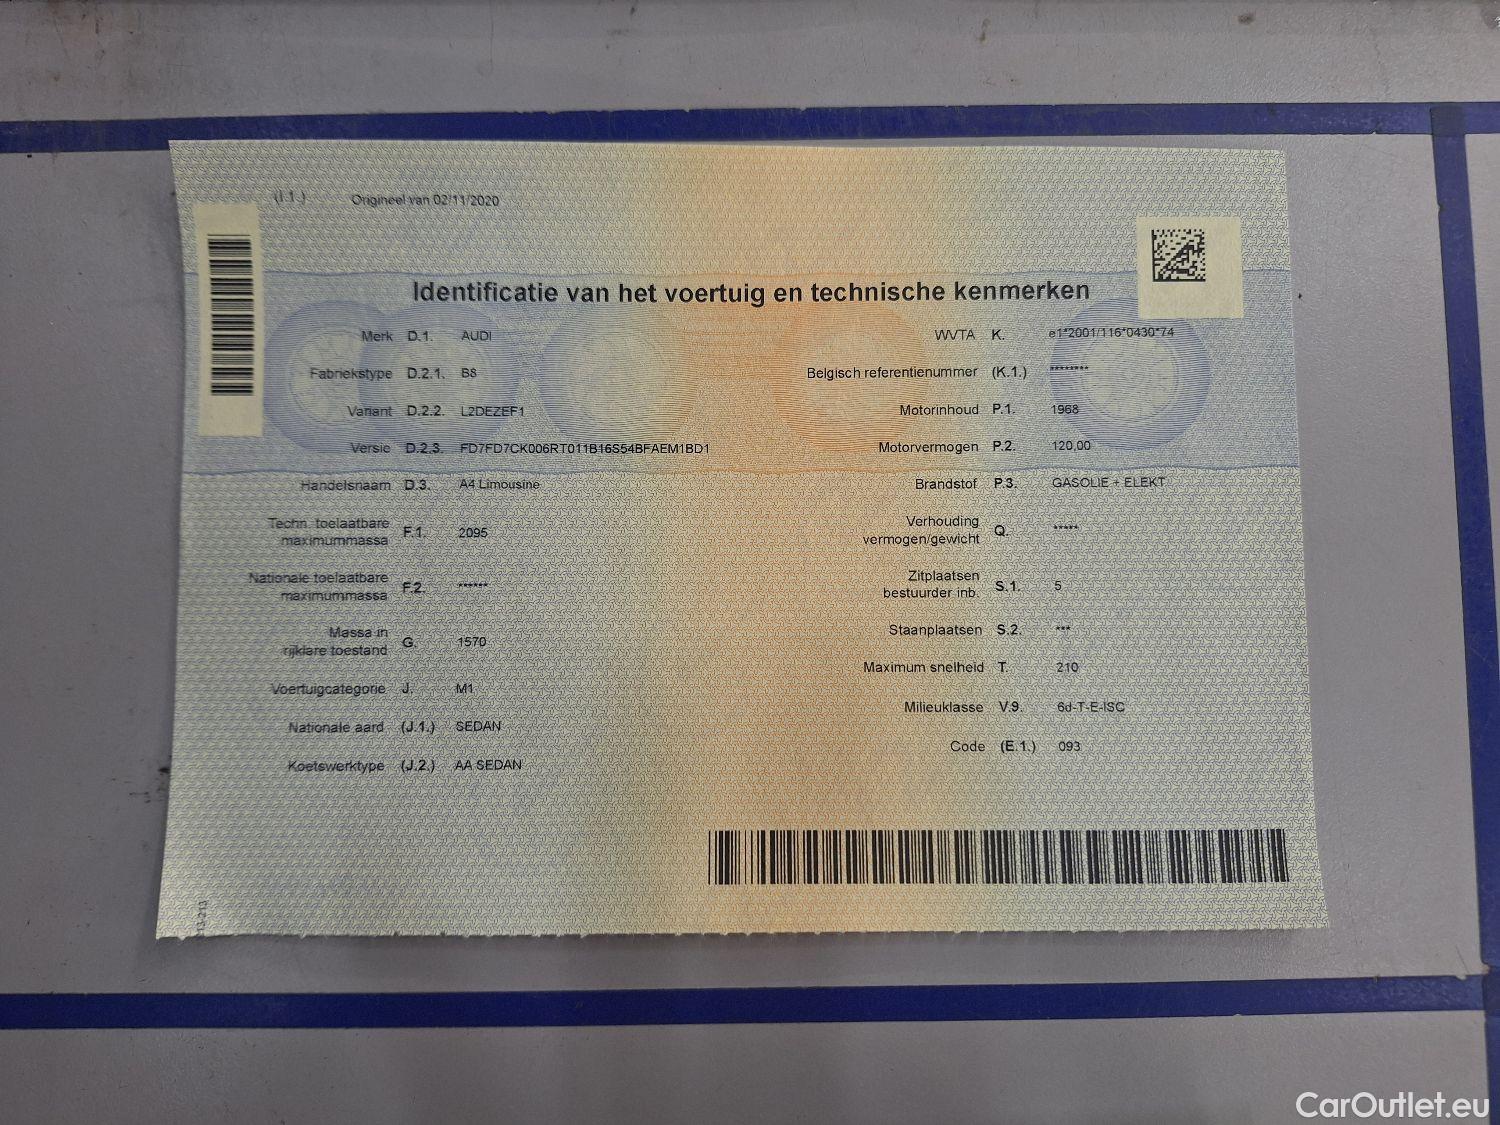 (I.1.) Origineel van 02/11/2020
Identificatie van het voertuig en technische kenmerken
Merk D.1. AUDI
Fabriekstype D.2.1. B8
Variant D.2.2. L2DEZEF1
Versie D.2.3. FD7FD7CK006RT011B16S54BFAEM1BD1
Handelsnaam D.3. A4 Limousine
Techn. toelaatbare
maximummassa F.1. 2095
Nationale toelaatbare
maximummassa F.2. ******
Massa in
rijklare toestand G. 1570
Voertuigcategorie J. M1
Nationale aard (J.1.) SEDAN
Koetswerktype (J.2.) AA SEDAN
WVTA K. e1*2001/116*0430*74
Belgisch referentienummer (K.1.) ********
Motorinhoud P.1. 1968
Motorvermogen P.2. 120,00
Brandstof P.3. GASOLIE + ELEKT
Verhouding
vermogen/gewicht Q. *****
Zitplaatsen
bestuurder inb. S.1. 5
Staanplaatsen S.2. ***
Maximum snelheid T. 210
Milieuklasse V.9. 6d-T-E-ISC
Code (E.1.) 093
CarOutlet.eu